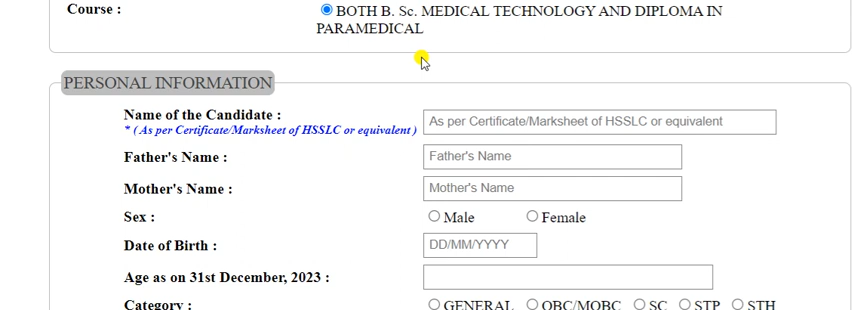 Course :
BOTH B. Sc. MEDICAL TECHNOLOGY AND DIPLOMA IN
PARAMEDICAL
PERSONAL INFORMATION
Name of the Candidate :
* ( As per Certificate/Marksheet of HSSLC or equivalent )
As per Certificate/Marksheet of HSSLC or equivalent
Father's Name :
Father's Name
Mother's Name :
Mother's Name
Sex :
Male Female
Date of Birth :
DD/MM/YYYY
Age as on 31st December, 2023 :
Category :
GENERAL OBC/MOBC SC STP STH